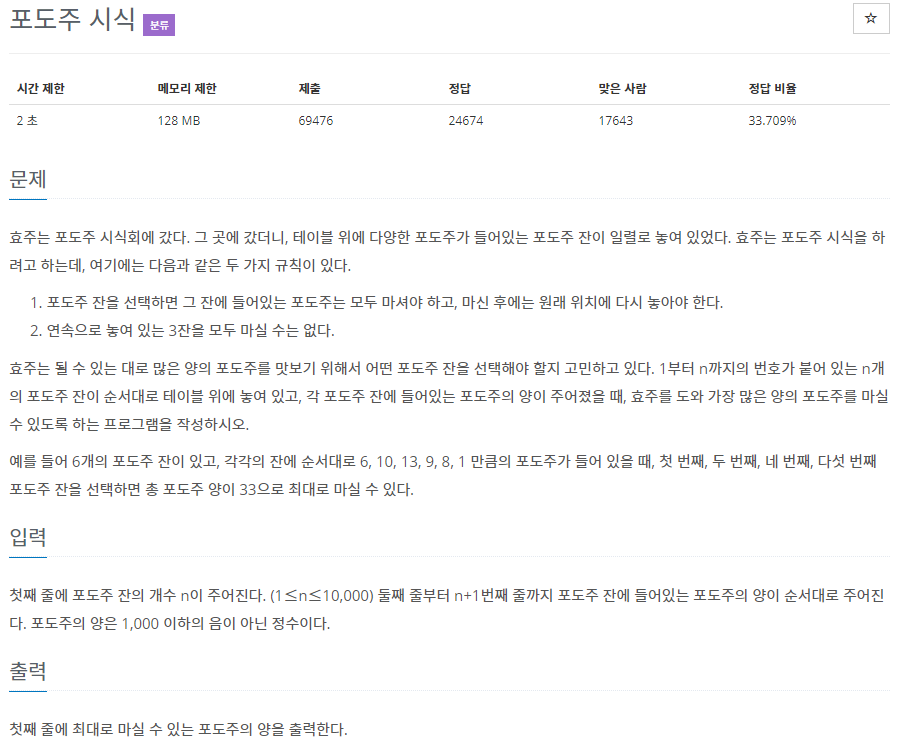 포도주 시식 분류
☆
시간 제한 메모리 제한 제출 정답 맞은 사람 정답 비율
2 초 128 MB 69476 24674 17643 33.709%
문제
효주는 포도주 시식회에 갔다. 그 곳에 갔더니, 테이블 위에 다양한 포도주가 들어있는 포도주 잔이 일렬로 놓여 있었다. 효주는 포도주 시식을 하
려고 하는데, 여기에는 다음과 같은 두 가지 규칙이 있다.
1. 포도주 잔을 선택하면 그 잔에 들어있는 포도주는 모두 마셔야 하고, 마신 후에는 원래 위치에 다시 놓아야 한다.
2. 연속으로 놓여 있는 3잔을 모두 마실 수는 없다.
효주는 될 수 있는 대로 많은 양의 포도주를 맛보기 위해서 어떤 포도주 잔을 선택해야 할지 고민하고 있다. 1부터 n까지의 번호가 붙어 있는 n개
의 포도주 잔이 순서대로 테이블 위에 놓여 있고, 각 포도주 잔에 들어있는 포도주의 양이 주어졌을 때, 효주를 도와 가장 많은 양의 포도주를 마실
수 있도록 하는 프로그램을 작성하시오.
예를 들어 6개의 포도주 잔이 있고, 각각의 잔에 순서대로 6, 10, 13, 9, 8, 1 만큼의 포도주가 들어 있을 때, 첫 번째, 두 번째, 네 번째, 다섯 번째
포도주 잔을 선택하면 총 포도주 양이 33으로 최대로 마실 수 있다.
입력
첫째 줄에 포도주 잔의 개수 n이 주어진다. (1≤n≤10,000) 둘째 줄부터 n+1번째 줄까지 포도주 잔에 들어있는 포도주의 양이 순서대로 주어진
다. 포도주의 양은 1,000 이하의 음이 아닌 정수이다.
출력
첫째 줄에 최대로 마실 수 있는 포도주의 양을 출력한다.